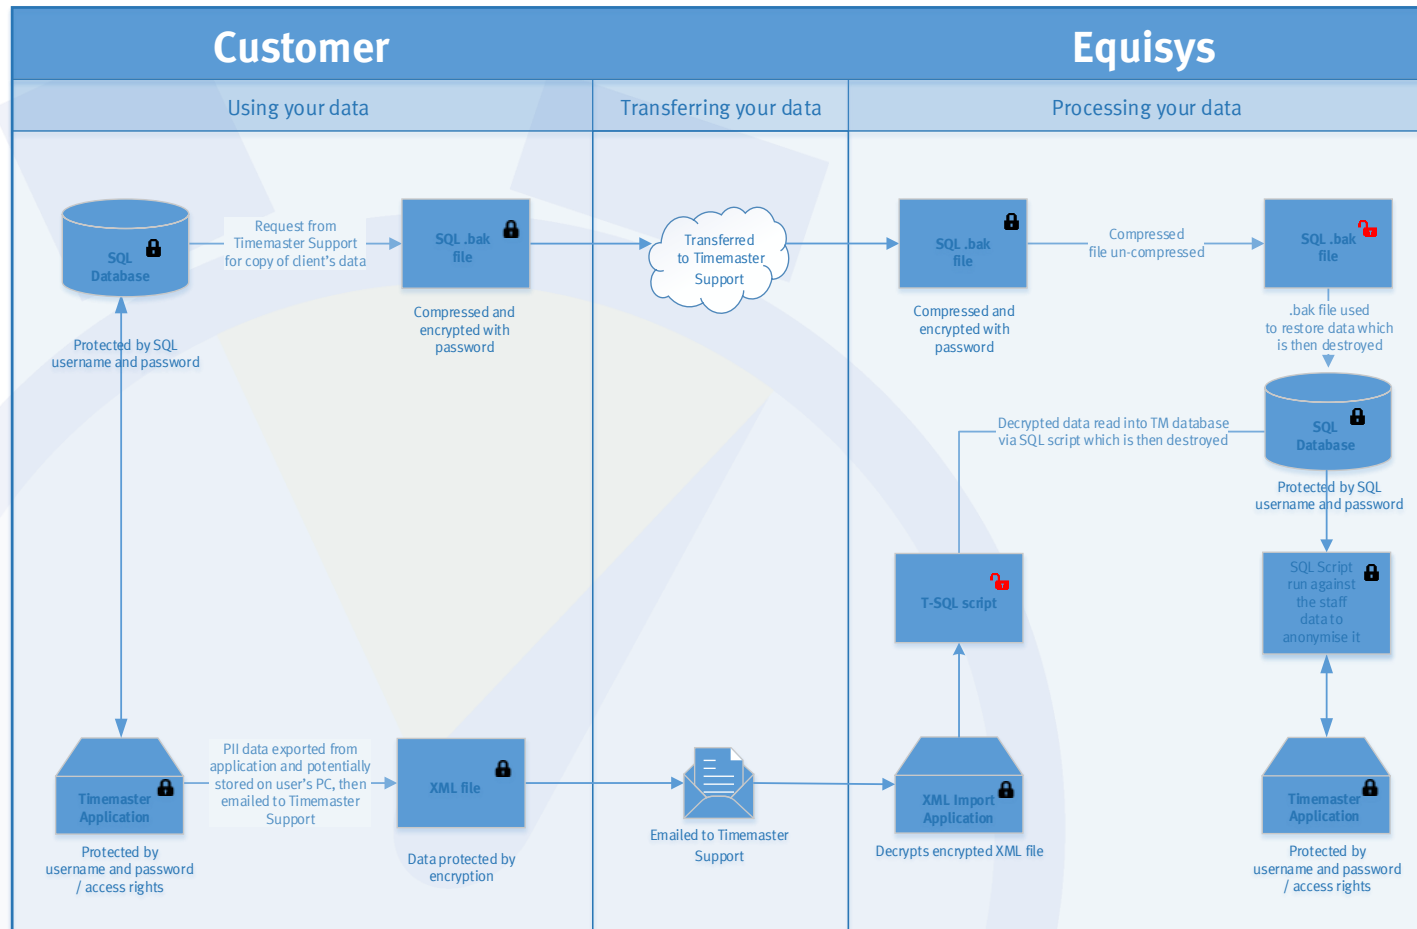 Customer
Equisys
Using your data
Transferring your data
Processing your data
SQL
Database
Protected by SQL
username and password
Request from
Timemaster Support
for copy of client's data
SQL .bak
file
Compressed and
encrypted with
password
Transferred
to Timemaster
Support
SQL .bak
file
Compressed and
encrypted with
password
Compressed
file un-compressed
SQL .bak
file
.bak file used
to restore data which
is then destroyed
SQL
Database
Protected by SQL
username and password
Decrypted data read into TM database
via SQL script which is then destroyed
T-SQL script
SQL Script
run against
the staff
data to
anonymise it
Timemaster
Application
Protected by
username and password
/ access rights
PII data exported from
application and potentially
stored on user's PC, then
emailed to Timemaster
Support
XML file
Data protected by
encryption
Emailed to Timemaster
Support
XML Import
Application
Decrypts encrypted XML file
Timemaster
Application
Protected by
username and password
/ access rights